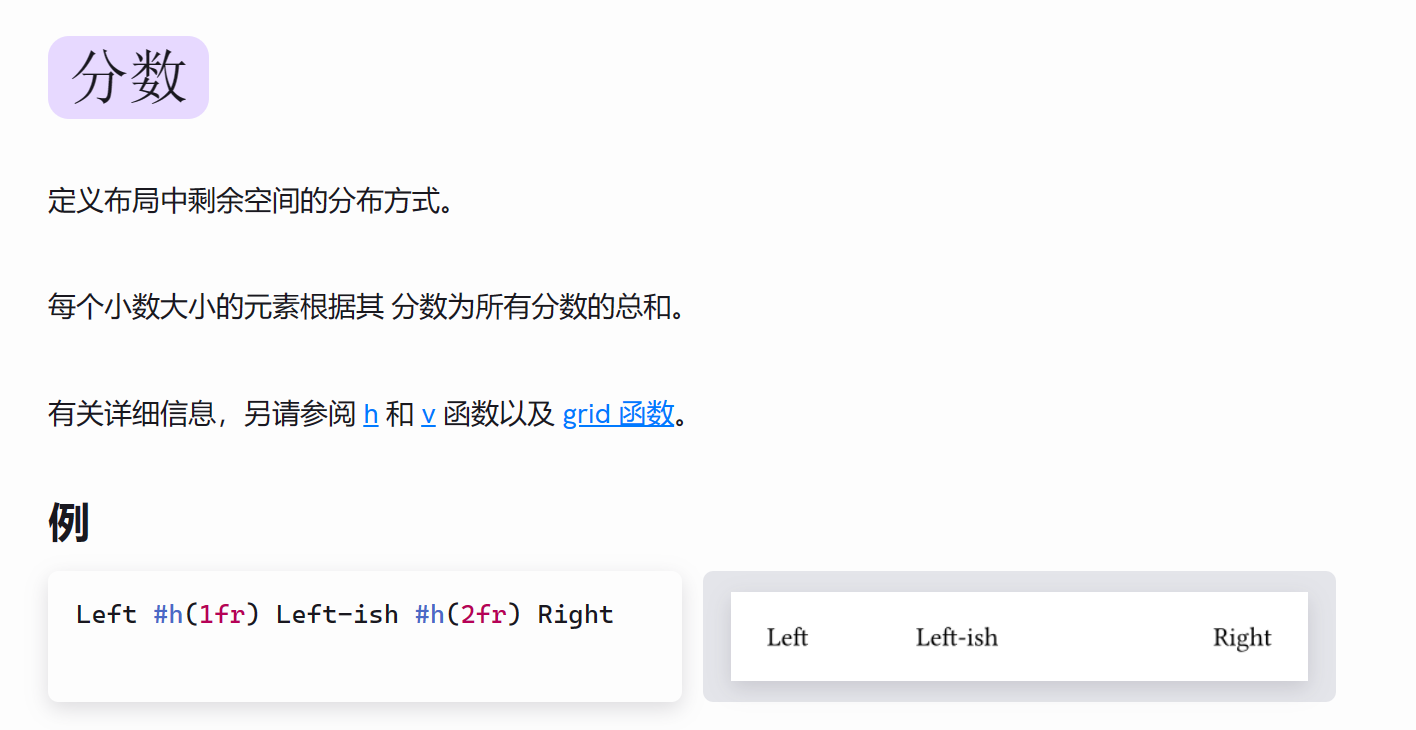 分数
定义布局中剩余空间的分布方式。
每个小数大小的元素根据其 分数为所有分数的总和。
有关详细信息，另请参阅 h 和 v 函数以及 grid 函数。
例
Left #h(1fr) Left-ish #h(2fr) Right
Left Left-ish Right